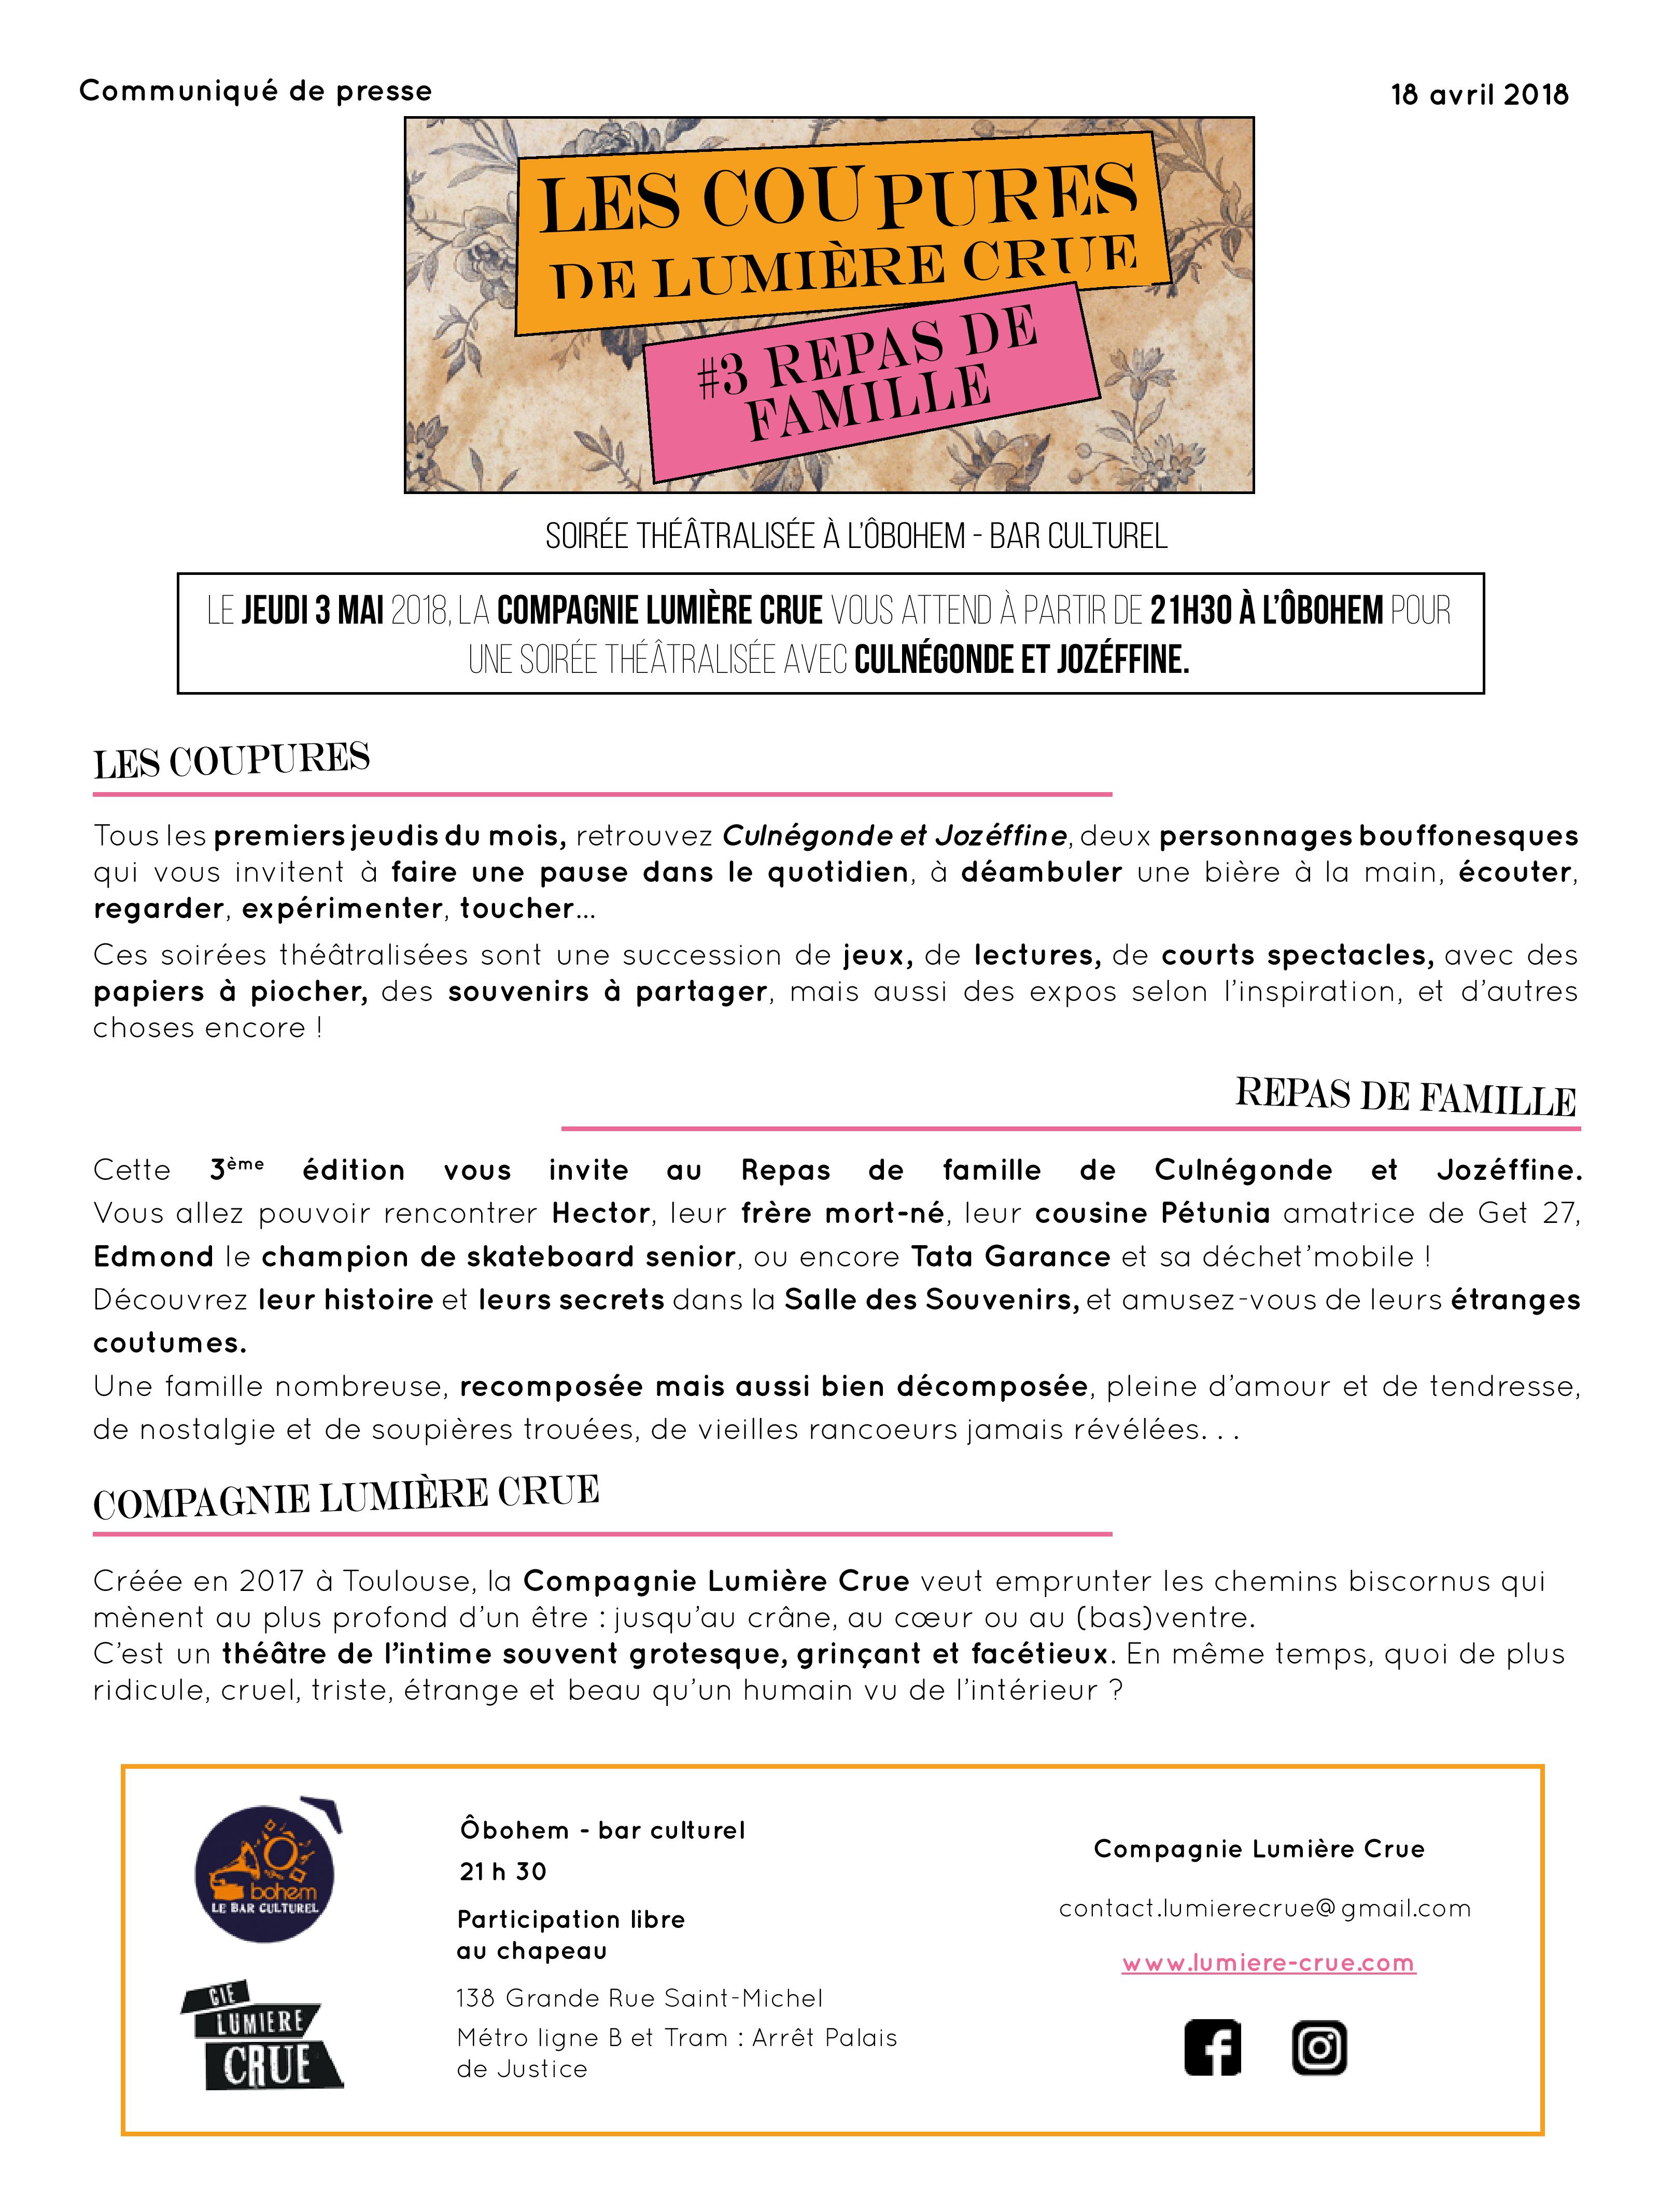 Communiqué de presse
18 avril 2018
LES COUPURES
DE LUMIÈRE CRUE
#3 REPAS DE
FAMILLE
SOIRÉE THÉÂTRALISÉE À L'ÔBOHEM - BAR CULTUREL
LE JEUDI 3 MAI 2018, LA COMPAGNIE LUMIÈRE CRUE VOUS ATTEND À PARTIR DE 21H30 À L'ÔBOHEM POUR
UNE SOIRÉE THÉÂTRALISÉE AVEC CULNÉGONDE ET JOZÉFFINE.
LES COUPURES
Tous les premiers jeudis du mois, retrouvez Culnégonde et Jozéffine, deux personnages bouffonesques
qui vous invitent à faire une pause dans le quotidien, à déambuler une bière à la main, écouter,
regarder, expérimenter, toucher...
Ces soirées théâtralisées sont une succession de jeux, de lectures, de courts spectacles, avec des
papiers à piocher, des souvenirs à partager, mais aussi des expos selon l'inspiration, et d'autres
choses encore !
REPAS DE FAMILLE
Cette 3ème édition vous invite au Repas de famille de Culnégonde et Jozéffine.
Vous allez pouvoir rencontrer Hector, leur frère mort-né, leur cousine Pétunia amatrice de Get 27,
Edmond le champion de skateboard senior, ou encore Tata Garance et sa déchet'mobile !
Découvrez leur histoire et leurs secrets dans la Salle des Souvenirs, et amusez-vous de leurs étranges
coutumes.
Une famille nombreuse, recomposée mais aussi bien décomposée, pleine d'amour et de tendresse,
de nostalgie et de soupières trouées, de vieilles rancoeurs jamais révélées. . .
COMPAGNIE LUMIÈRE CRUE
Créée en 2017 à Toulouse, la Compagnie Lumière Crue veut emprunter les chemins biscornus qui
mènent au plus profond d'un être : jusqu'au crâne, au cœur ou au (bas)ventre.
C'est un théâtre de l'intime souvent grotesque, grinçant et facétieux. En même temps, quoi de plus
ridicule, cruel, triste, étrange et beau qu'un humain vu de l'intérieur ?
Ô
bohem
LE BAR CULTUREL
CIE
LUMIERE
CRUE
Ôbohem - bar culturel
21 h 30
Participation libre
au chapeau
138 Grande Rue Saint-Michel
Métro ligne B et Tram : Arrêt Palais
de Justice
Compagnie Lumière Crue
contact.lumierecrue@gmail.com
www.lumiere-crue.com